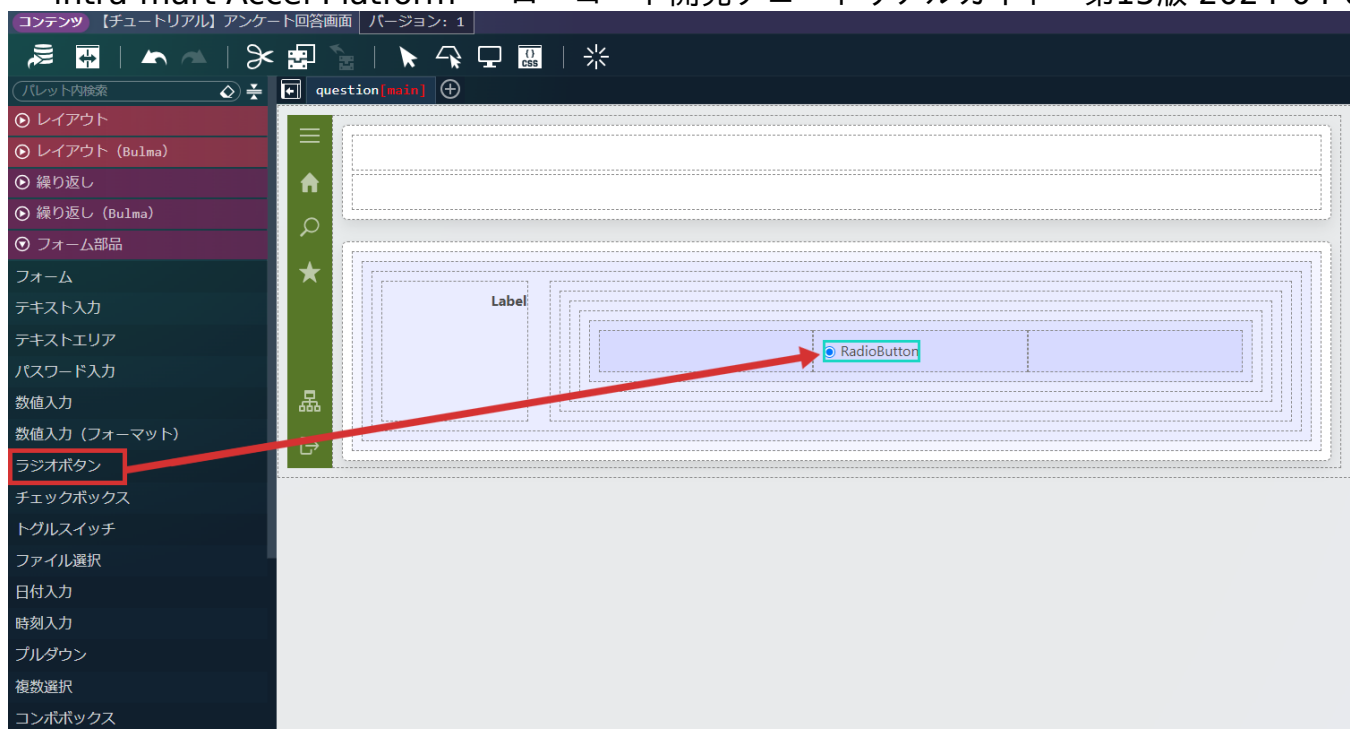 コンテンツ 【チュートリアル】アンケート回答画面 バージョン: 1
パレット内検索
question[main]
レイアウト
レイアウト (Bulma)
繰り返し
繰り返し (Bulma)
フォーム部品
フォーム
テキスト入力
テキストエリア
パスワード入力
数値入力
数値入力 (フォーマット)
ラジオボタン
チェックボックス
トグルスイッチ
ファイル選択
日付入力
時刻入力
プルダウン
複数選択
コンボボックス
Label
RadioButton